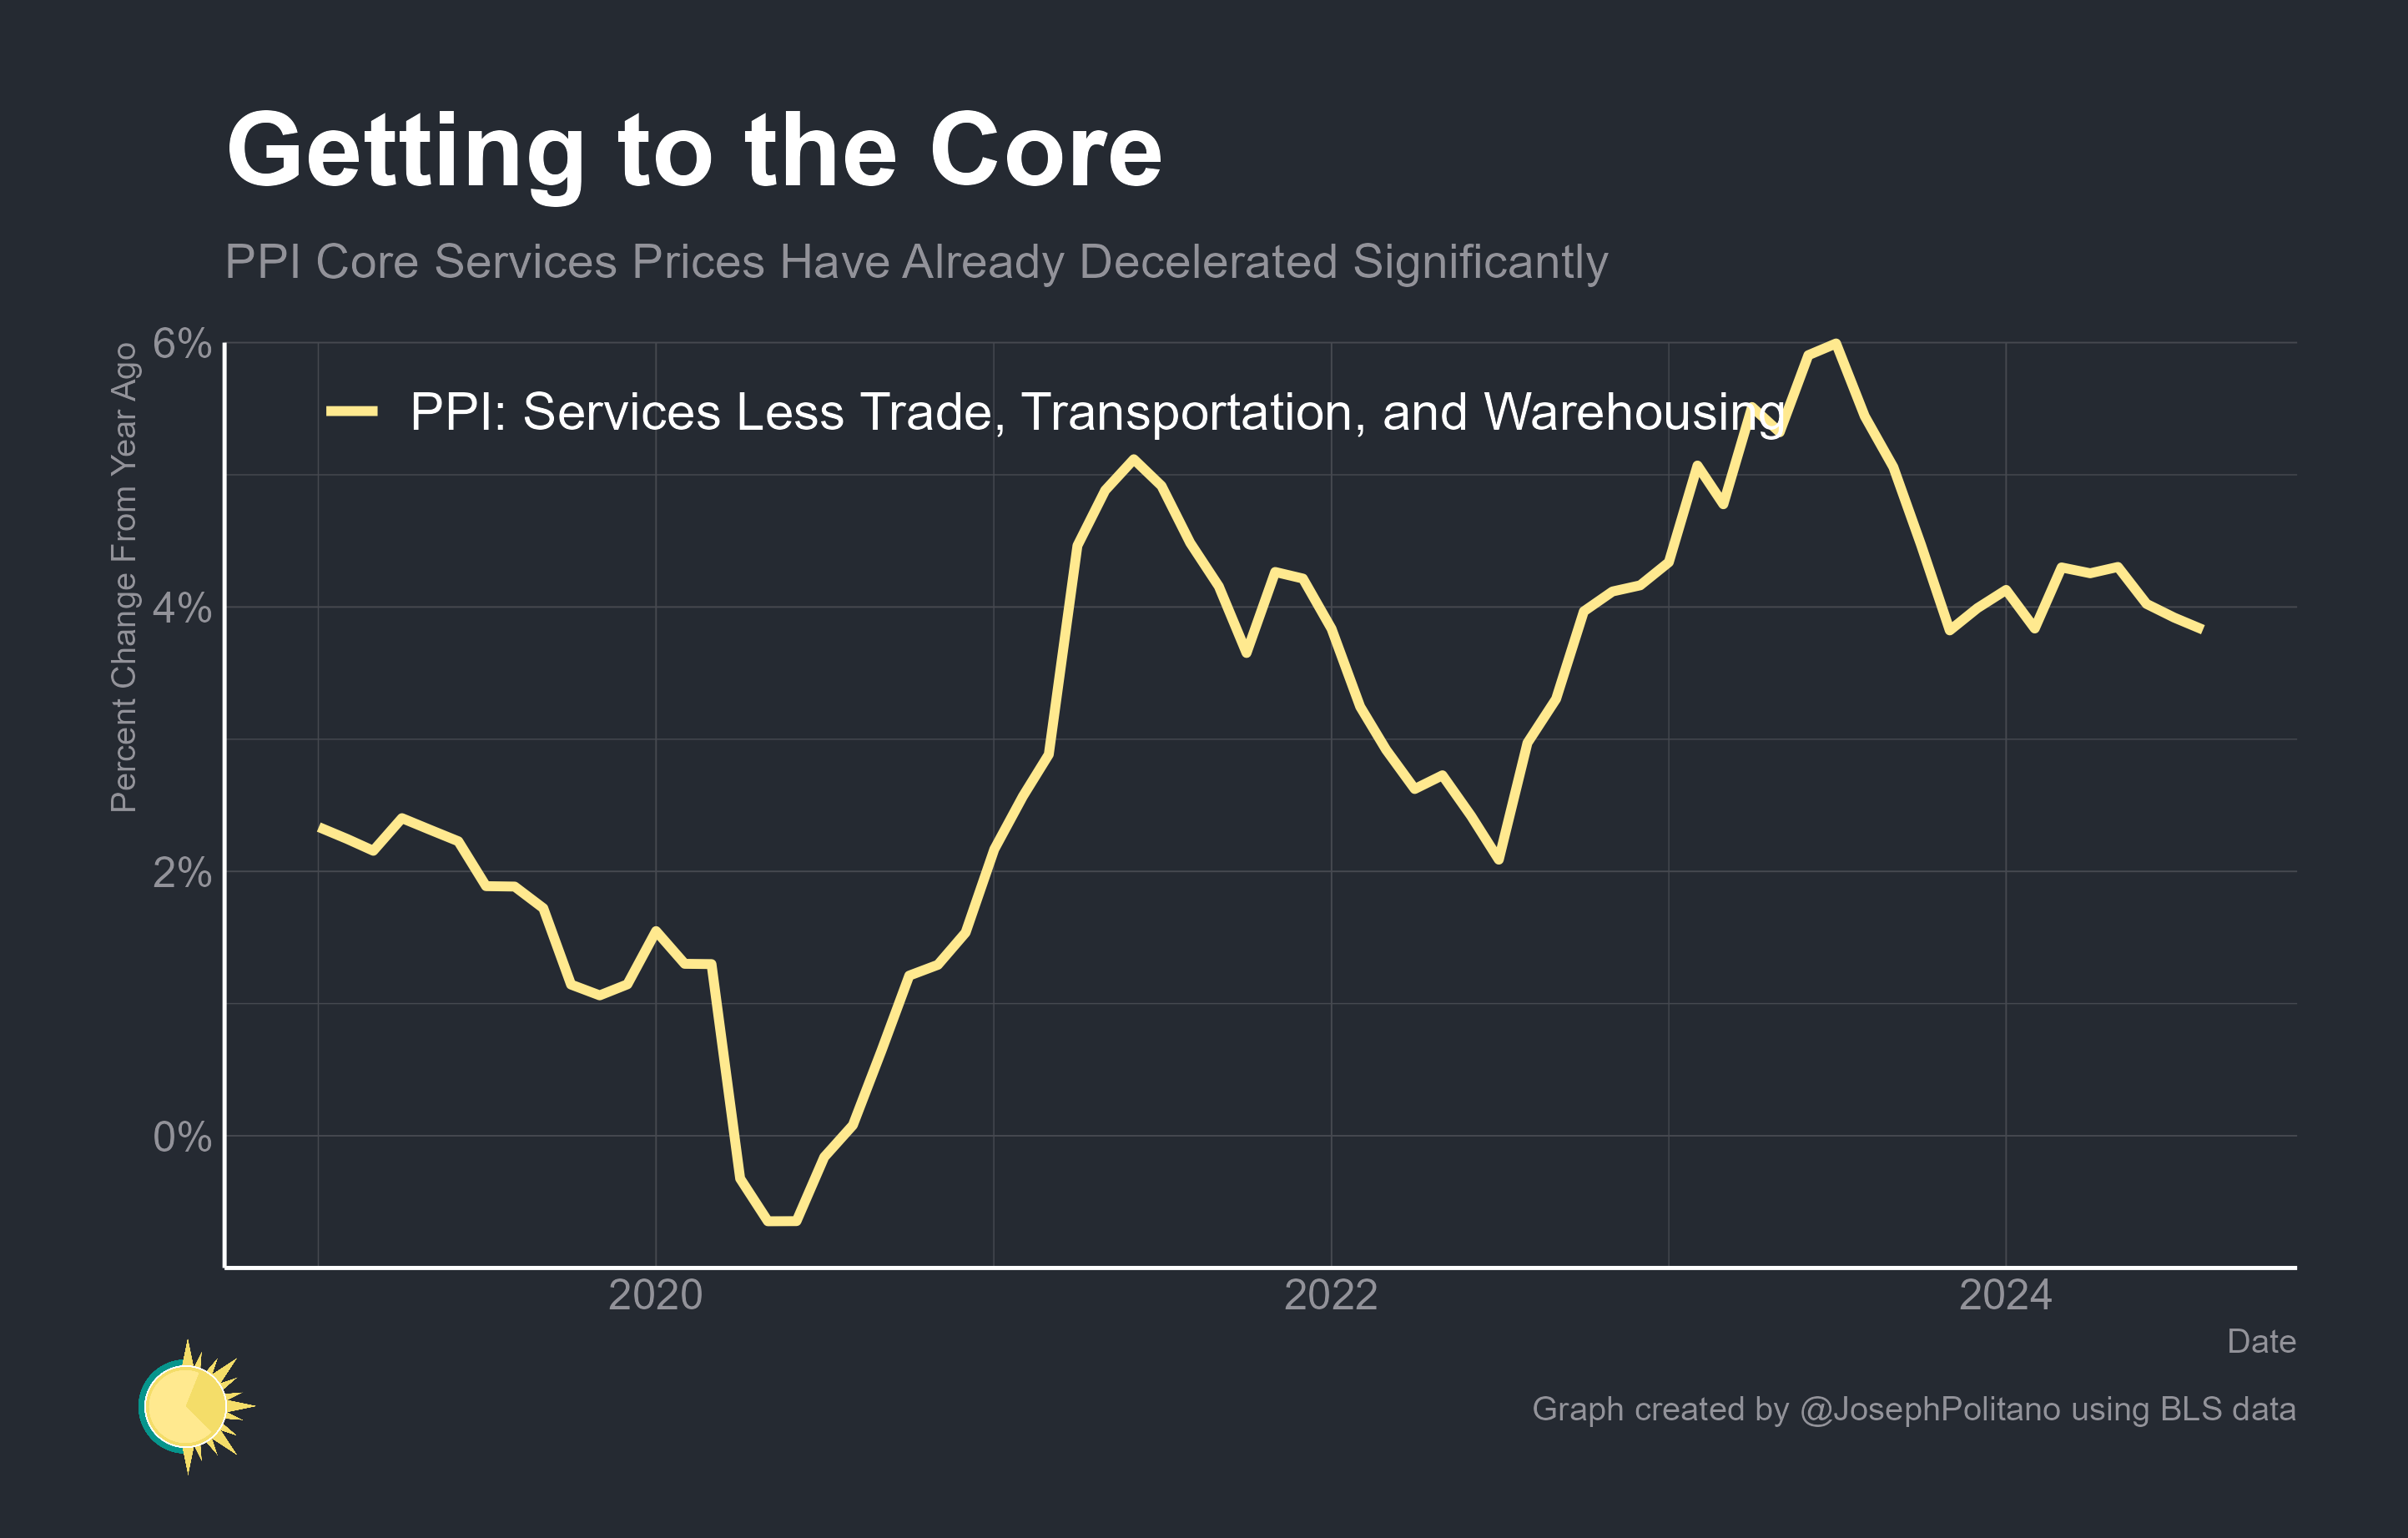 Getting to the Core
PPI Core Services Prices Have Already Decelerated Significantly
Percent Change From Year Ago
6%
PPI: Services Less Trade, Transportation, and Warehousing
4%
2%
0%
2020
2022
2024
Date
Graph created by @JosephPolitano using BLS data